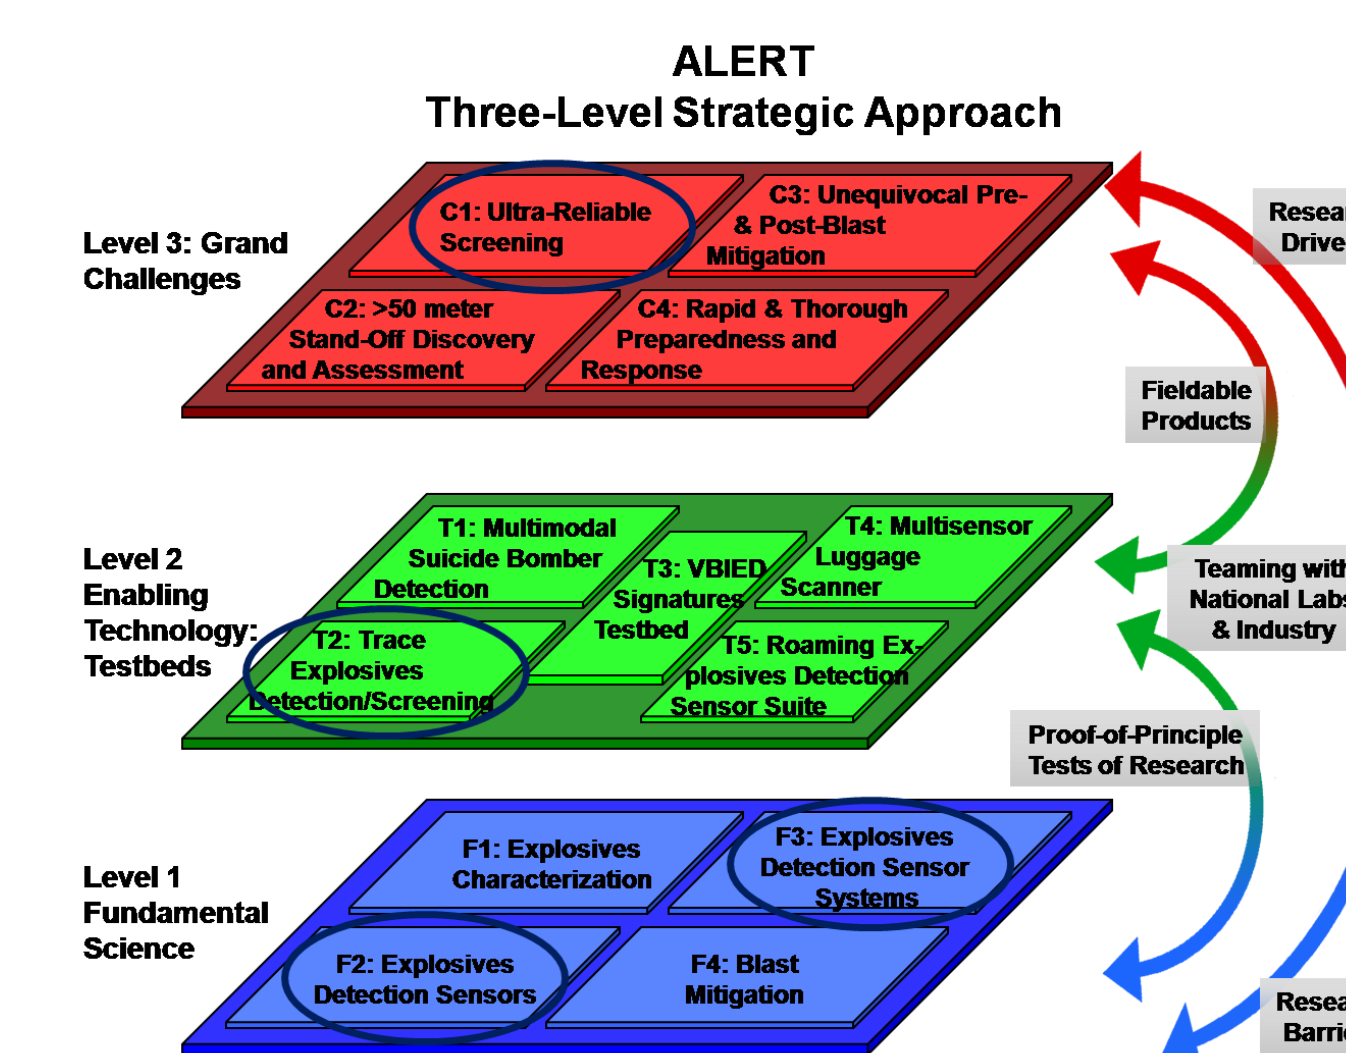 ALERT
Three-Level Strategic Approach
Level 3: Grand
Challenges
C1: Ultra-Reliable
Screening
C3: Unequivocal Pre-
& Post-Blast
Mitigation
C2: >50 meter
Stand-Off Discovery
and Assessment
C4: Rapid & Thorough
Preparedness and
Response
Fieldable
Products
Level 2
Enabling
Technology:
Testbeds
T1: Multimodal
Suicide Bomber
Detection
T2: Trace
Explosives
Detection/Screening
T3: VBIED
Signatures
Testbed
T4: Multisensor
Luggage
Scanner
T5: Roaming Ex-
plosives Detection
Sensor Suite
Teaming with
National Labs
& Industry
Proof-of-Principle
Tests of Research
Level 1
Fundamental
Science
F1: Explosives
Characterization
F3: Explosives
Detection Sensor
Systems
F2: Explosives
Detection Sensors
F4: Blast
Mitigation